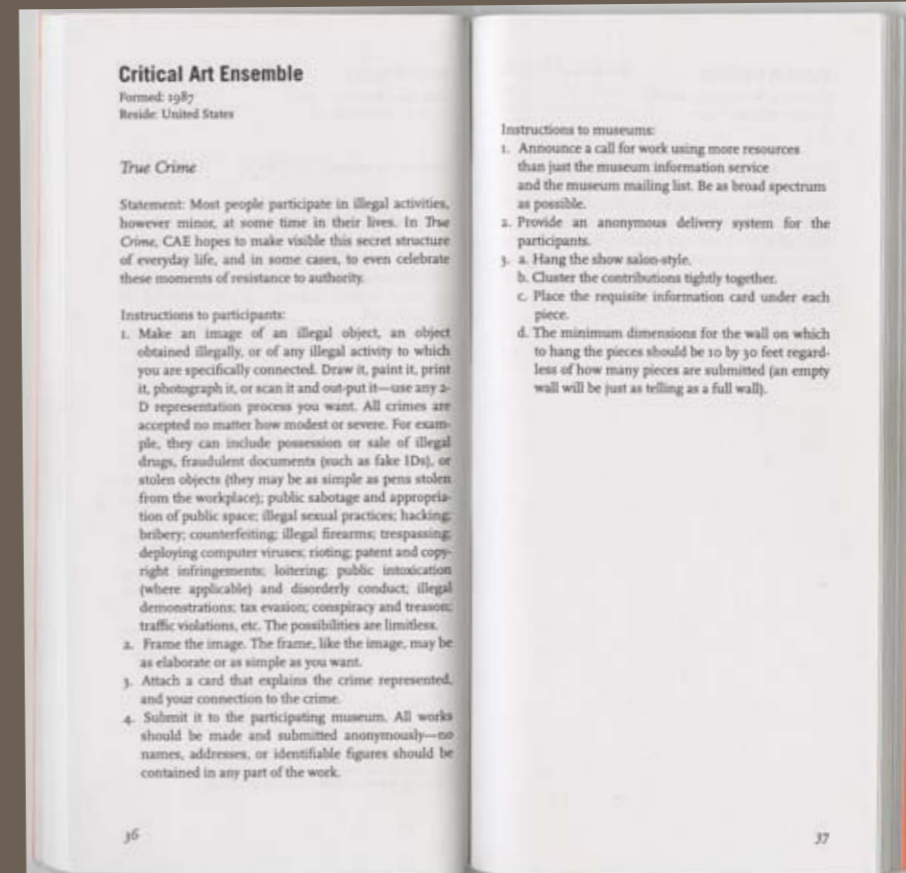 Critical Art Ensemble
Formed: 1987
Reside: United States
True Crime
Statement: Most people participate in illegal activities,
however minor, at some time in their lives. In True
Crime, CAE hopes to make visible this secret structure
of everyday life, and in some cases, to even celebrate
these moments of resistance to authority.
Instructions to participants:
1. Make an image of an illegal object, an object
obtained illegally, or of any illegal activity to which
you are specifically connected. Draw it, paint it, print
it, photograph it, or scan it and out-put it—use any 2-
D representation process you want. All crimes are
accepted no matter how modest or severe. For exam-
ple, they can include possession or sale of illegal
drugs, fraudulent documents (such as fake IDs), or
stolen objects (they may be as simple as pens stolen
from the workplace); public sabotage and appropria-
tion of public space; illegal sexual practices; hacking;
bribery; counterfeiting; illegal firearms; trespassing;
deploying computer viruses; rioting; patent and copy-
right infringements; loitering; public intoxication
(where applicable) and disorderly conduct; illegal
demonstrations; tax evasion; conspiracy and treason;
traffic violations, etc. The possibilities are limitless.
2. Frame the image. The frame, like the image, may be
as elaborate or as simple as you want.
3. Attach a card that explains the crime represented,
and your connection to the crime.
4. Submit it to the participating museum. All works
should be made and submitted anonymously—no
names, addresses, or identifiable figures should be
contained in any part of the work.
36
Instructions to museums:
1. Announce a call for work using more resources
than just the museum information service
and the museum mailing list. Be as broad spectrum
as possible.
2. Provide an anonymous delivery system for the
participants.
3. a. Hang the show salon-style.
b. Cluster the contributions tightly together.
c. Place the requisite information card under each
piece.
d. The minimum dimensions for the wall on which
to hang the pieces should be 10 by 30 feet regard-
less of how many pieces are submitted (an empty
wall will be just as telling as a full wall).
37